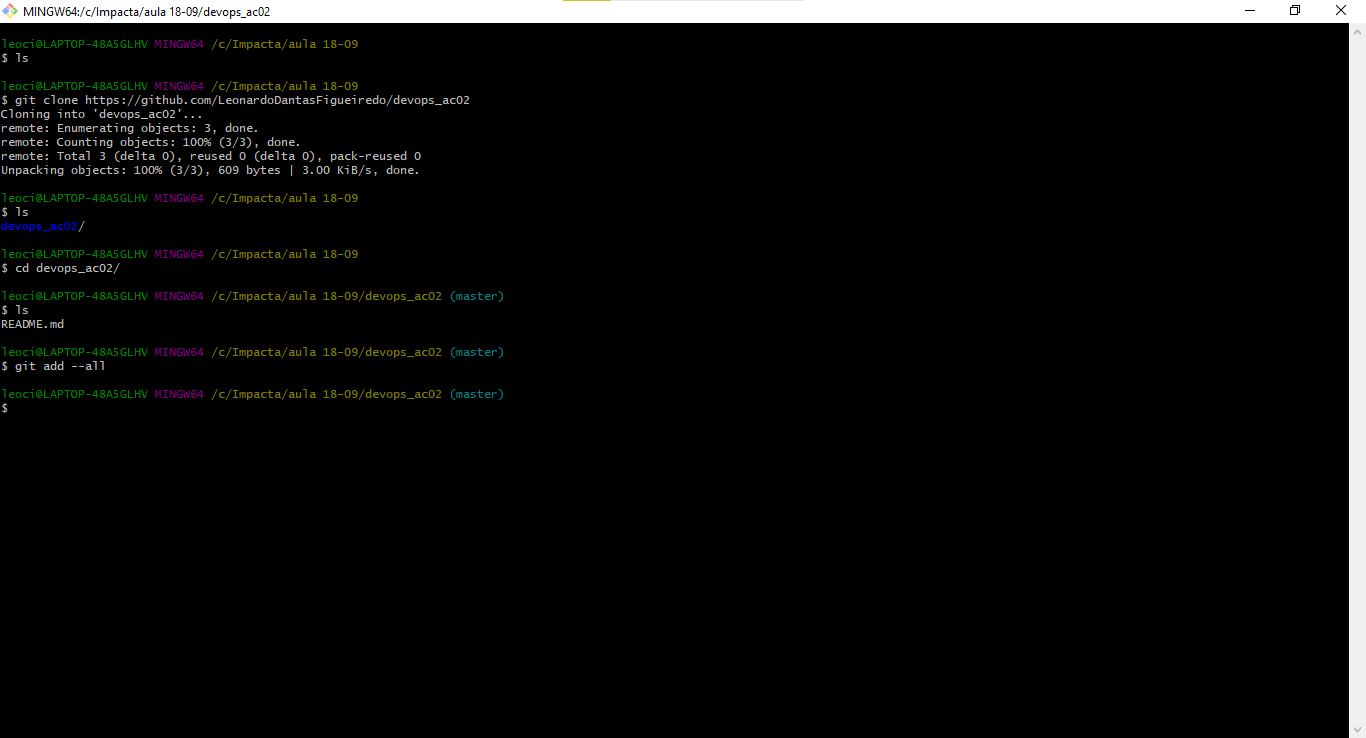 MINGW64:/c/Impacta/aula 18-09/devops_ac02
leoci@LAPTOP-48A5GLHV MINGW64 /c/Impacta/aula 18-09
$ ls
leoci@LAPTOP-48A5GLHV MINGW64 /c/Impacta/aula 18-09
$ git clone https://github.com/LeonardoDantasFigueiredo/devops_ac02
Cloning into 'devops_ac02'...
remote: Enumerating objects: 3, done.
remote: Counting objects: 100% (3/3), done.
remote: Total 3 (delta 0), reused 0 (delta 0), pack-reused 0
Unpacking objects: 100% (3/3), 609 bytes | 3.00 KiB/s, done.
leoci@LAPTOP-48A5GLHV MINGW64 /c/Impacta/aula 18-09
$ ls
devops_ac02/
leoci@LAPTOP-48A5GLHV MINGW64 /c/Impacta/aula 18-09
$ cd devops_ac02/
leoci@LAPTOP-48A5GLHV MINGW64 /c/Impacta/aula 18-09/devops_ac02 (master)
$ ls
README.md
leoci@LAPTOP-48A5GLHV MINGW64 /c/Impacta/aula 18-09/devops_ac02 (master)
$ git add --all
leoci@LAPTOP-48A5GLHV MINGW64 /c/Impacta/aula 18-09/devops_ac02 (master)
$